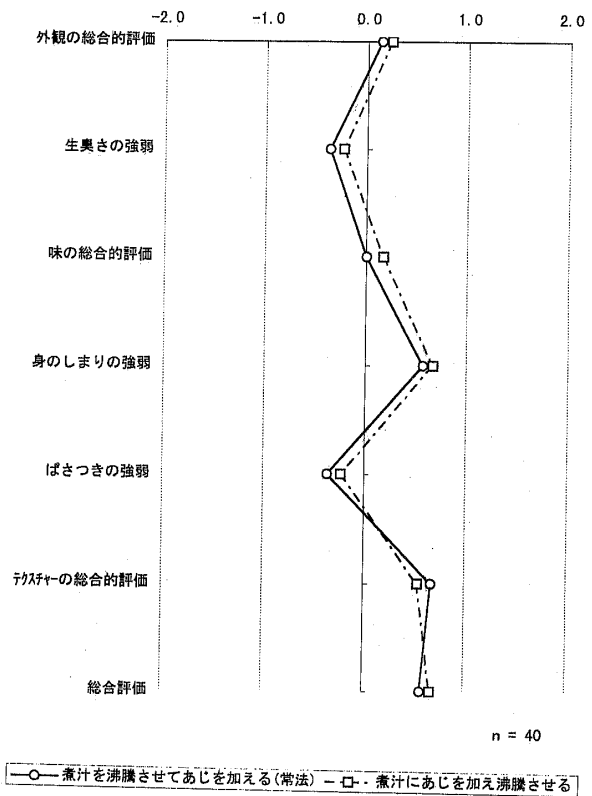 -2.0 -1.0 0.0 1.0 2.0
外観の総合的評価
生臭さの強弱
味の総合的評価
身のしまりの強弱
ぱさつきの強弱
テクスチャーの総合的評価
総合評価
n = 40
煮汁を沸騰させてあじを加える(常法) 煮汁にあじを加え沸騰させる